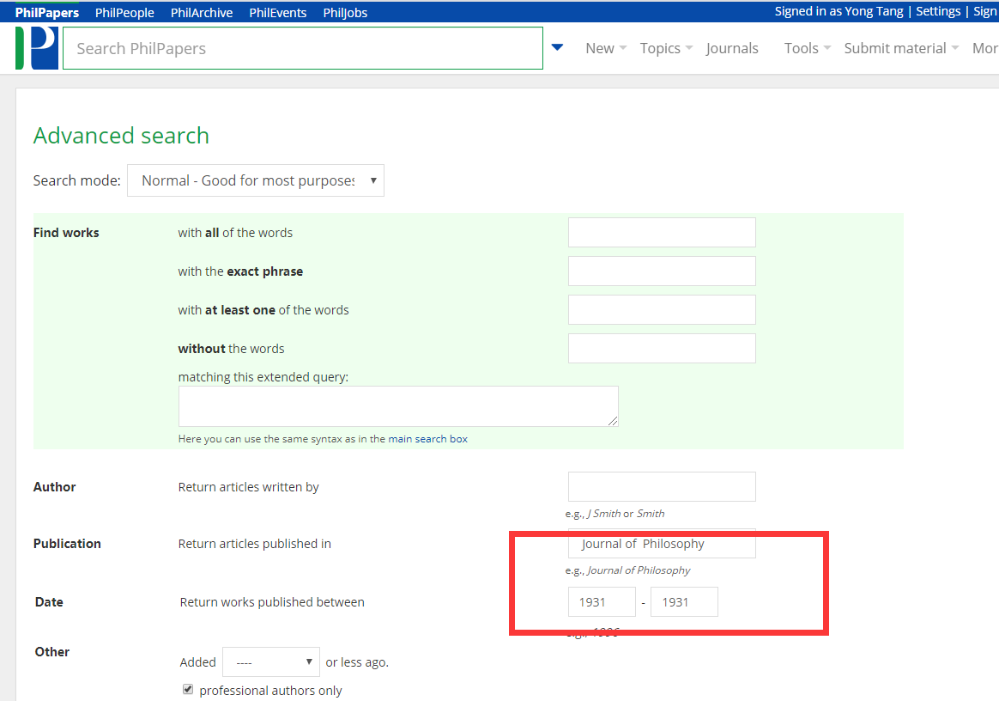 PhilPapers PhilPeople PhilArchive PhilEvents PhilJobs Signed in as Yong Tang | Settings | Sign
P Search PhilPapers New Topics Journals Tools Submit material Mor
Advanced search
Search mode: Normal - Good for most purposes
Find works with all of the words
with the exact phrase
with at least one of the words
without the words
matching this extended query:
Here you can use the same syntax as in the main search box
Author Return articles written by
e.g., J Smith or Smith
Publication Return articles published in Journal of Philosophy
e.g., Journal of Philosophy
Date Return works published between 1931 - 1931
e.g., 1996
Other
Added ---- or less ago.
professional authors only